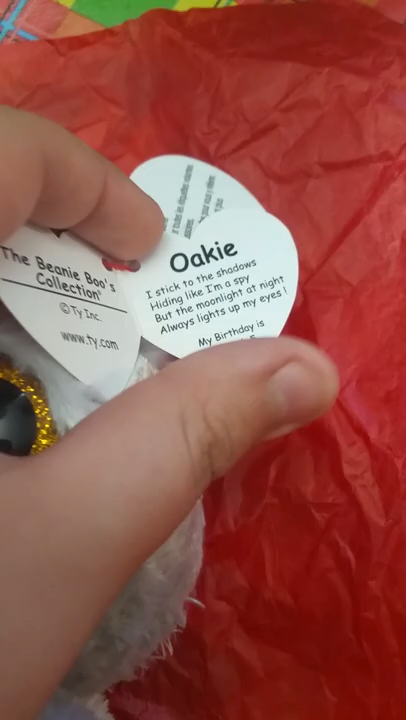 The Beanie Boo's
Collection
© Ty Inc.
www.ty.com
Oakie
I stick to the shadows
Hiding like I'm a spy
But the moonlight at night
Always lights up my eyes!
My Birthday is